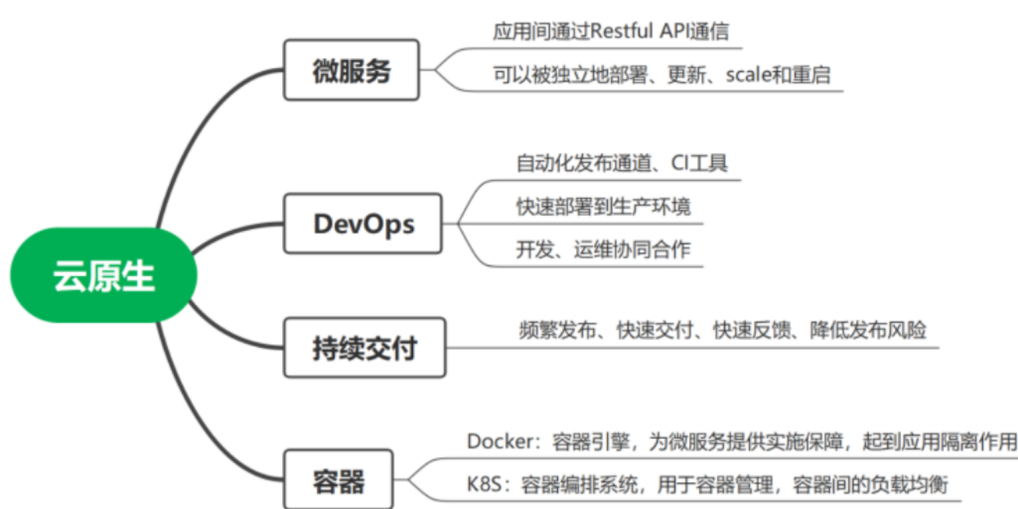 应用间通过Restful API通信
微服务
可以被独立地部署、更新、scale和重启
自动化发布通道、CI工具
DevOps
快速部署到生产环境
开发、运维协同合作
云原生
持续交付
频繁发布、快速交付、快速反馈、降低发布风险
Docker：容器引擎，为微服务提供实施保障，起到应用隔离作用
容器
K8S：容器编排系统，用于容器管理，容器间的负载均衡